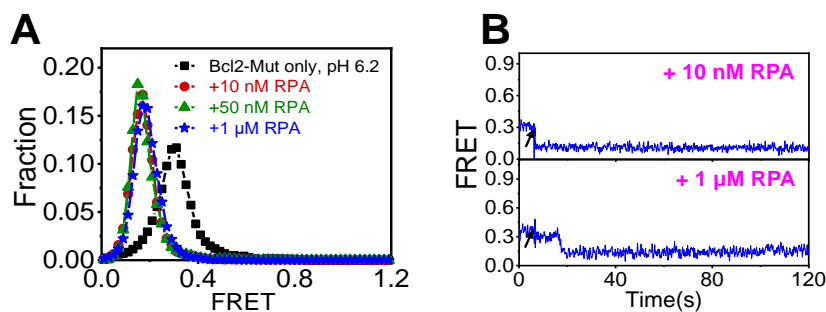 A
Fraction
0.20
0.15
0.10
0.05
0.00
Bcl2-Mut only, pH 6.2
+10 nM RPA
+50 nM RPA
+1 µM RPA
0.0 0.4 0.8 1.2
FRET
B
FRET
0.9
0.6
0.3
0.0
+ 10 nM RPA
0.9
0.6
0.3
0.0
+ 1 µM RPA
0 40 80 120
Time(s)